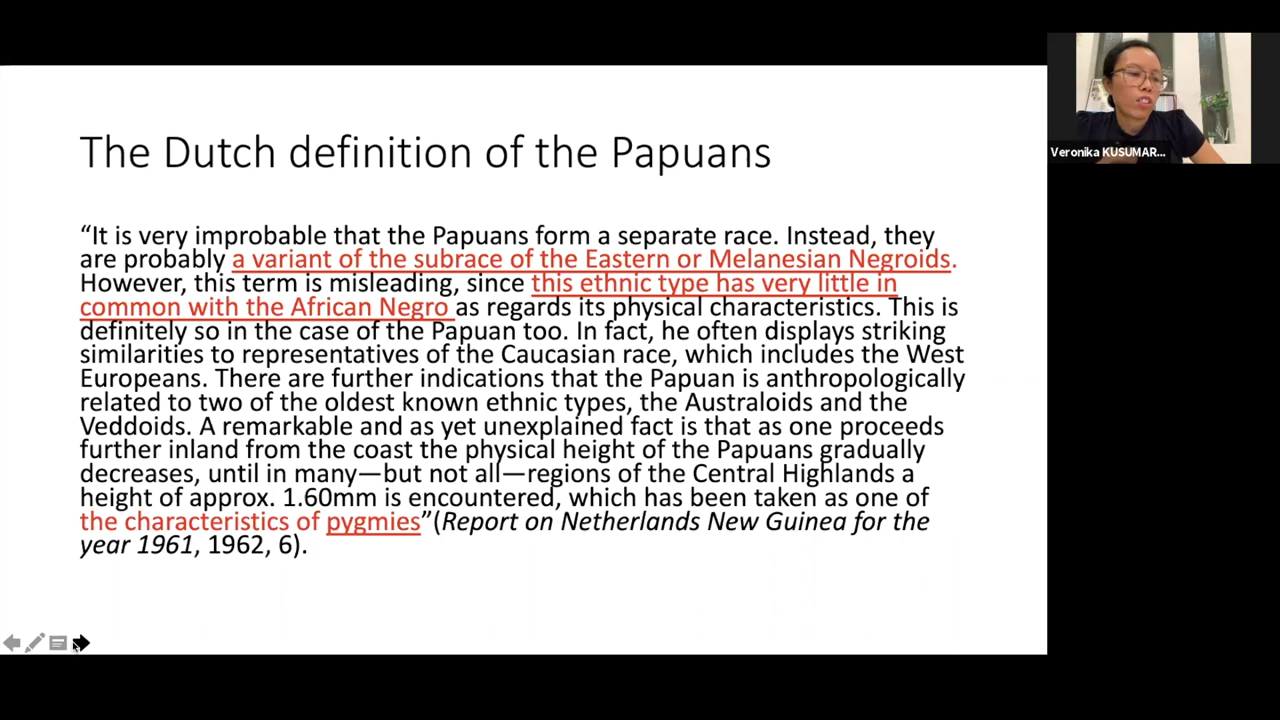 The Dutch definition of the Papuans
“It is very improbable that the Papuans form a separate race. Instead, they
are probably a variant of the subrace of the Eastern or Melanesian Negroids.
However, this term is misleading, since this ethnic type has very little in
common with the African Negro as regards its physical characteristics. This is
definitely so in the case of the Papuan too. In fact, he often displays striking
similarities to representatives of the Caucasian race, which includes the West
Europeans. There are further indications that the Papuan is anthropologically
related to two of the oldest known ethnic types, the Australoids and the
Veddoids. A remarkable and as yet unexplained fact is that as one proceeds
further inland from the coast the physical height of the Papuans gradually
decreases, until in many—but not all—regions of the Central Highlands a
height of approx. 1.60mm is encountered, which has been taken as one of
the characteristics of pygmies”(Report on Netherlands New Guinea for the
year 1961, 1962, 6).
Veronika KUSUMAR...